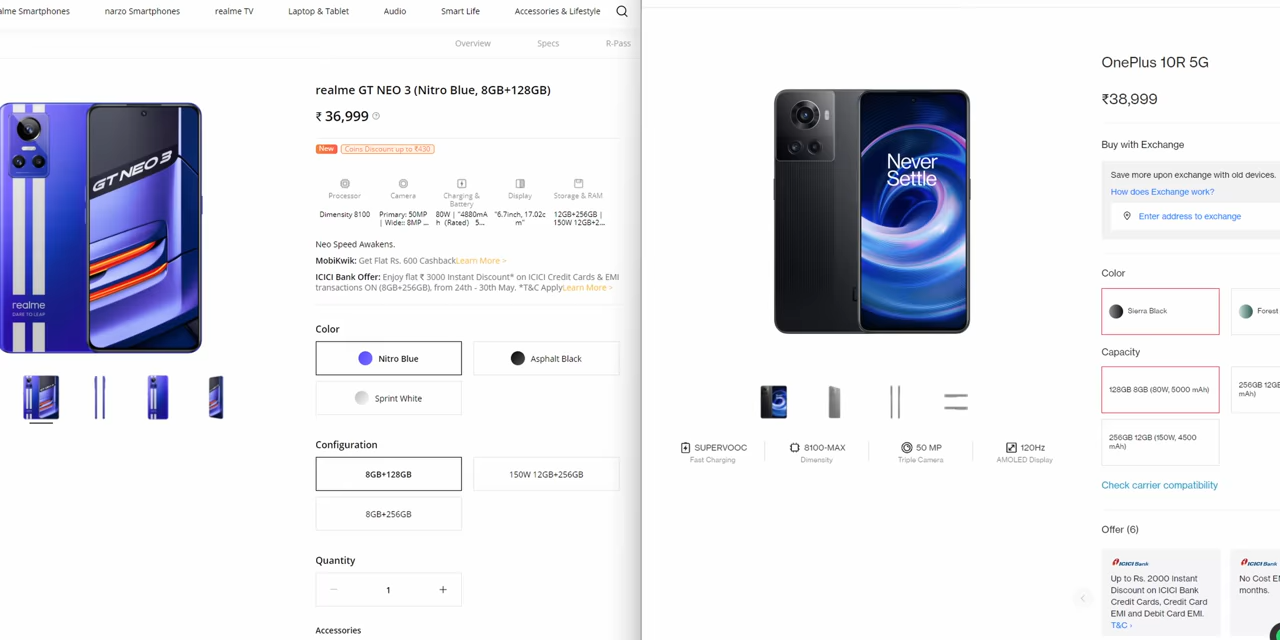 alme Smartphones
narzo Smartphones
realme TV
Laptop & Tablet
Audio
Smart Life
Accessories & Lifestyle
Overview
Specs
R-Pass
realme GT NEO 3 (Nitro Blue, 8GB+128GB)
₹ 36,999
New
Coins Discount up to ₹430
Processor
Camera
Charging &
Battery
Display
Storage & RAM
Dimensity 8100
Primary: 50MP
| Wide:: 8MP ...
80W | "4880mA
h (Rated) 5...
"6.7inch, 17.02c
m"
12GB+256GB |
150W 12GB+2...
Neo Speed Awakens.
MobiKwik: Get Flat Rs. 600 CashbackLearn More >
ICICI Bank Offer: Enjoy flat ₹ 3000 Instant Discount* on ICICI Credit Cards & EMI
transactions ON (8GB+256GB), from 24th - 30th May. *T&C ApplyLearn More >
Color
Nitro Blue
Asphalt Black
Sprint White
Configuration
8GB+128GB
150W 12GB+256GB
8GB+256GB
Quantity
1
Accessories
GT NEO 3
realme
DARE TO LEAP
OnePlus 10R 5G
₹38,999
Buy with Exchange
Save more upon exchange with old devices.
How does Exchange work?
Enter address to exchange
Never
Settle
Color
Sierra Black
Forest
Capacity
128GB 8GB (80W, 5000 mAh)
256GB 12GB
mAh)
256GB 12GB (150W, 4500
mAh)
SUPERVOOC
Fast Charging
8100-MAX
Dimensity
50 MP
Triple Camera
120Hz
AMOLED Display
Check carrier compatibility
Offer (6)
ICICI Bank
Up to Rs. 2000 Instant
Discount on ICICI Bank
Credit Cards, Credit Card
EMI and Debit Card EMI.
T&C ›
ICICI Bank
No Cost EM
months.